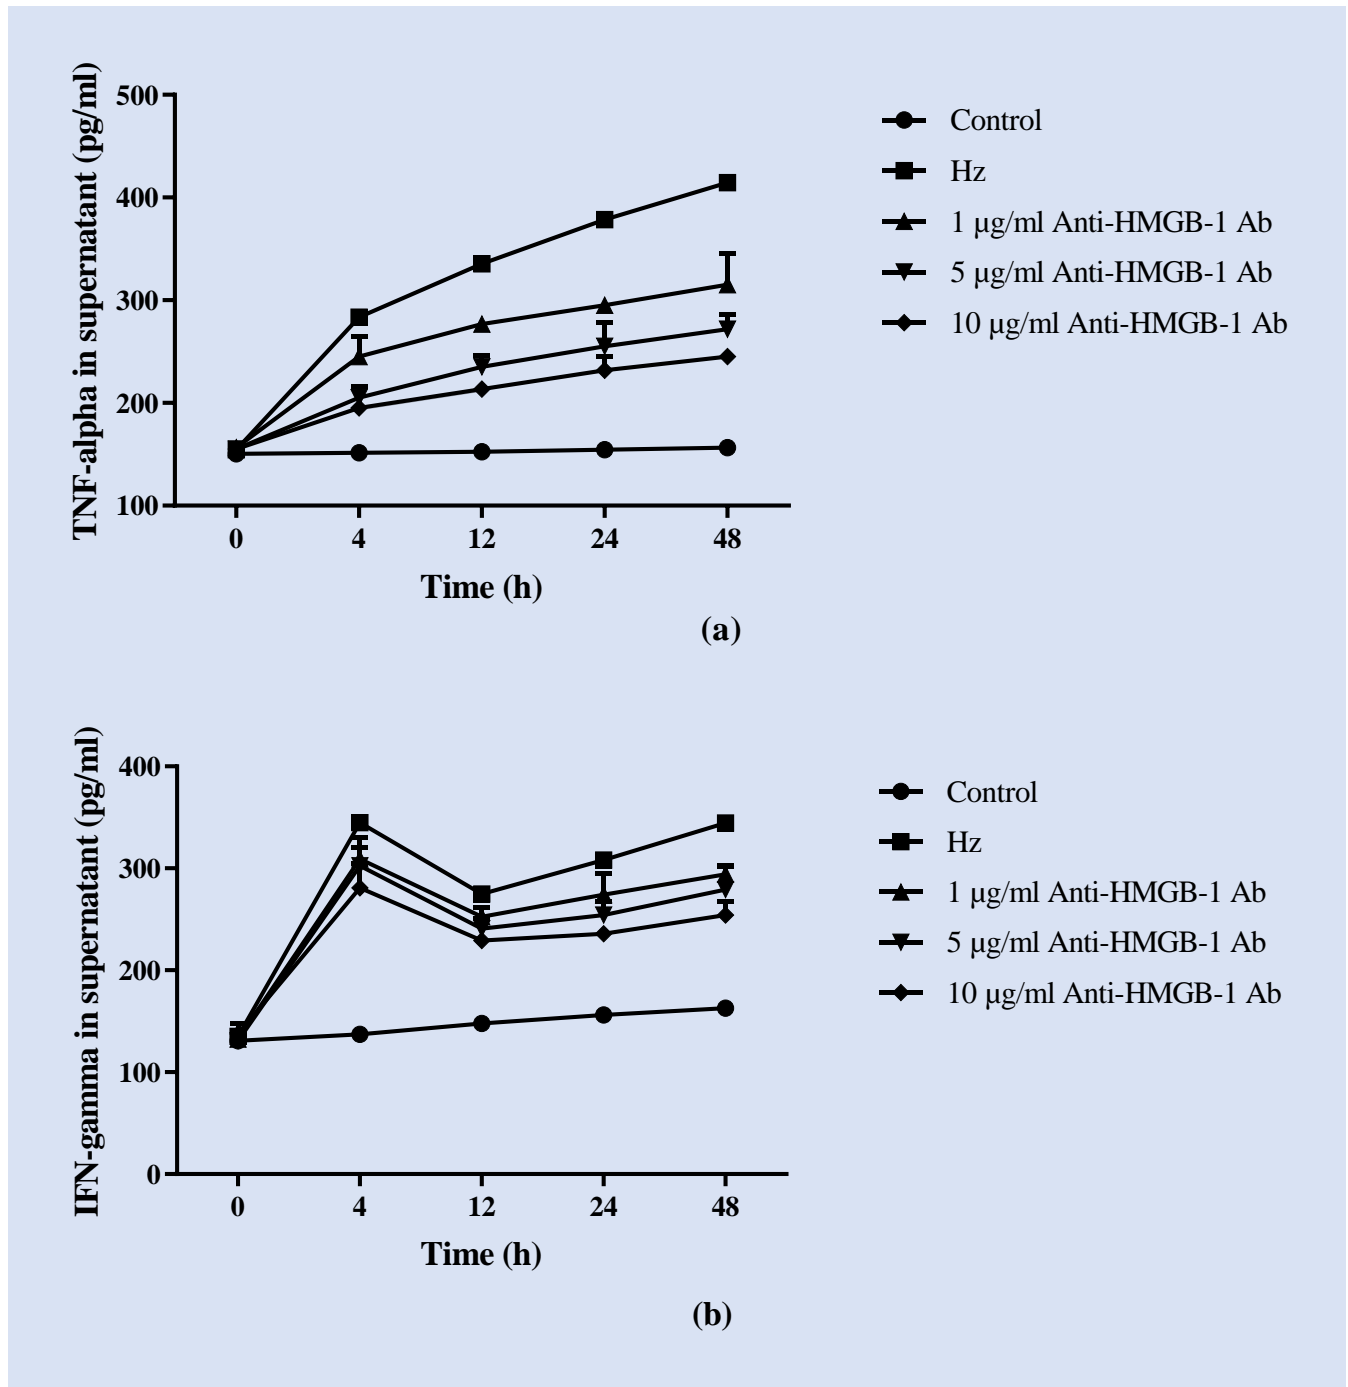 TNF-alpha in supernatant (pg/ml)
500
400
300
200
100
0 4 12 24 48
Time (h)
Control
Hz
1 µg/ml Anti-HMGB-1 Ab
5 µg/ml Anti-HMGB-1 Ab
10 µg/ml Anti-HMGB-1 Ab
(a)
IFN-gamma in supernatant (pg/ml)
400
300
200
100
0
0 4 12 24 48
Time (h)
Control
Hz
1 µg/ml Anti-HMGB-1 Ab
5 µg/ml Anti-HMGB-1 Ab
10 µg/ml Anti-HMGB-1 Ab
(b)